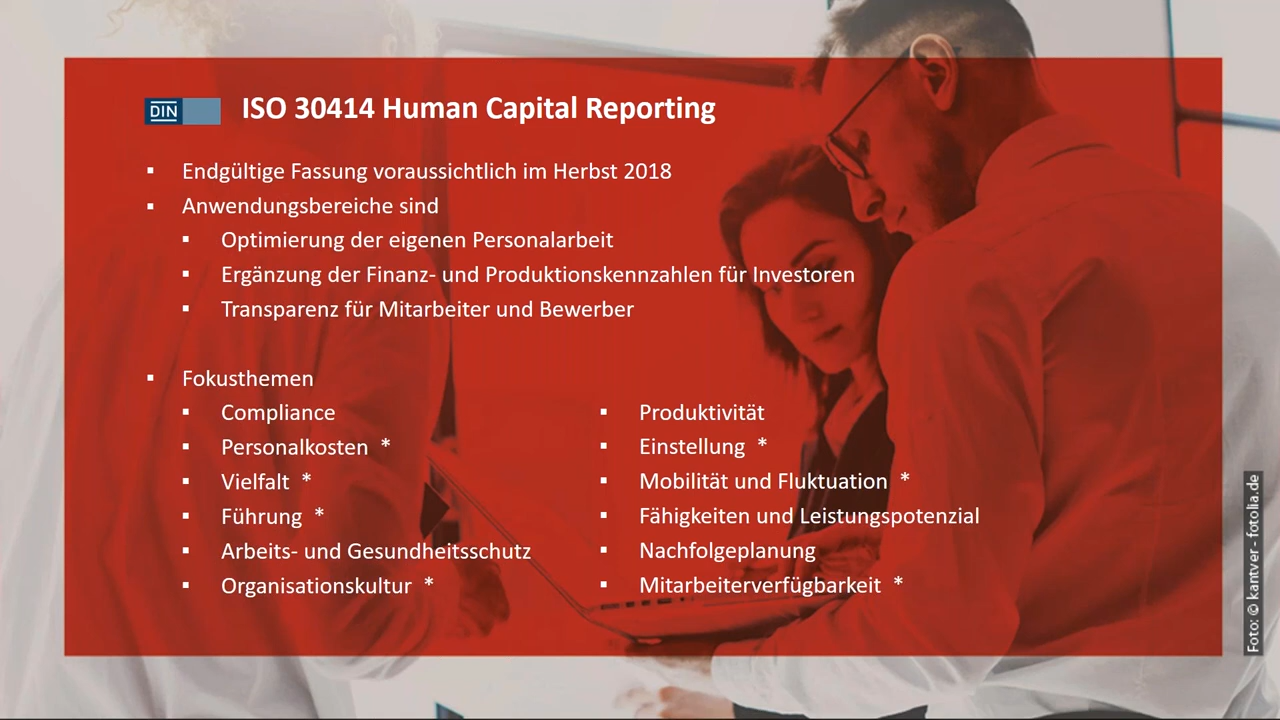 DIN
ISO 30414 Human Capital Reporting
▪ Endgültige Fassung voraussichtlich im Herbst 2018
▪ Anwendungsbereiche sind
▪ Optimierung der eigenen Personalarbeit
▪ Ergänzung der Finanz- und Produktionskennzahlen für Investoren
▪ Transparenz für Mitarbeiter und Bewerber
▪ Fokusthemen
▪ Compliance
▪ Personalkosten *
▪ Vielfalt *
▪ Führung *
▪ Arbeits- und Gesundheitsschutz
▪ Organisationskultur *
▪ Produktivität
▪ Einstellung *
▪ Mobilität und Fluktuation *
▪ Fähigkeiten und Leistungspotenzial
▪ Nachfolgeplanung
▪ Mitarbeiterverfügbarkeit *
Foto: © kantver - fotolia.de